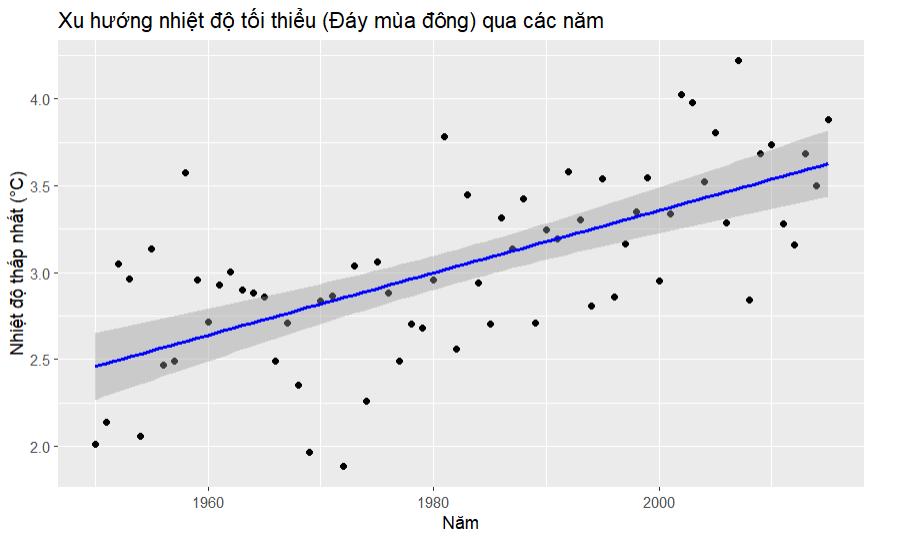 Xu hướng nhiệt độ tối thiểu (Đáy mùa đông) qua các năm
Nhiệt độ thấp nhất (°C)
4.0
3.5
3.0
2.5
2.0
1960
1980
2000
Năm